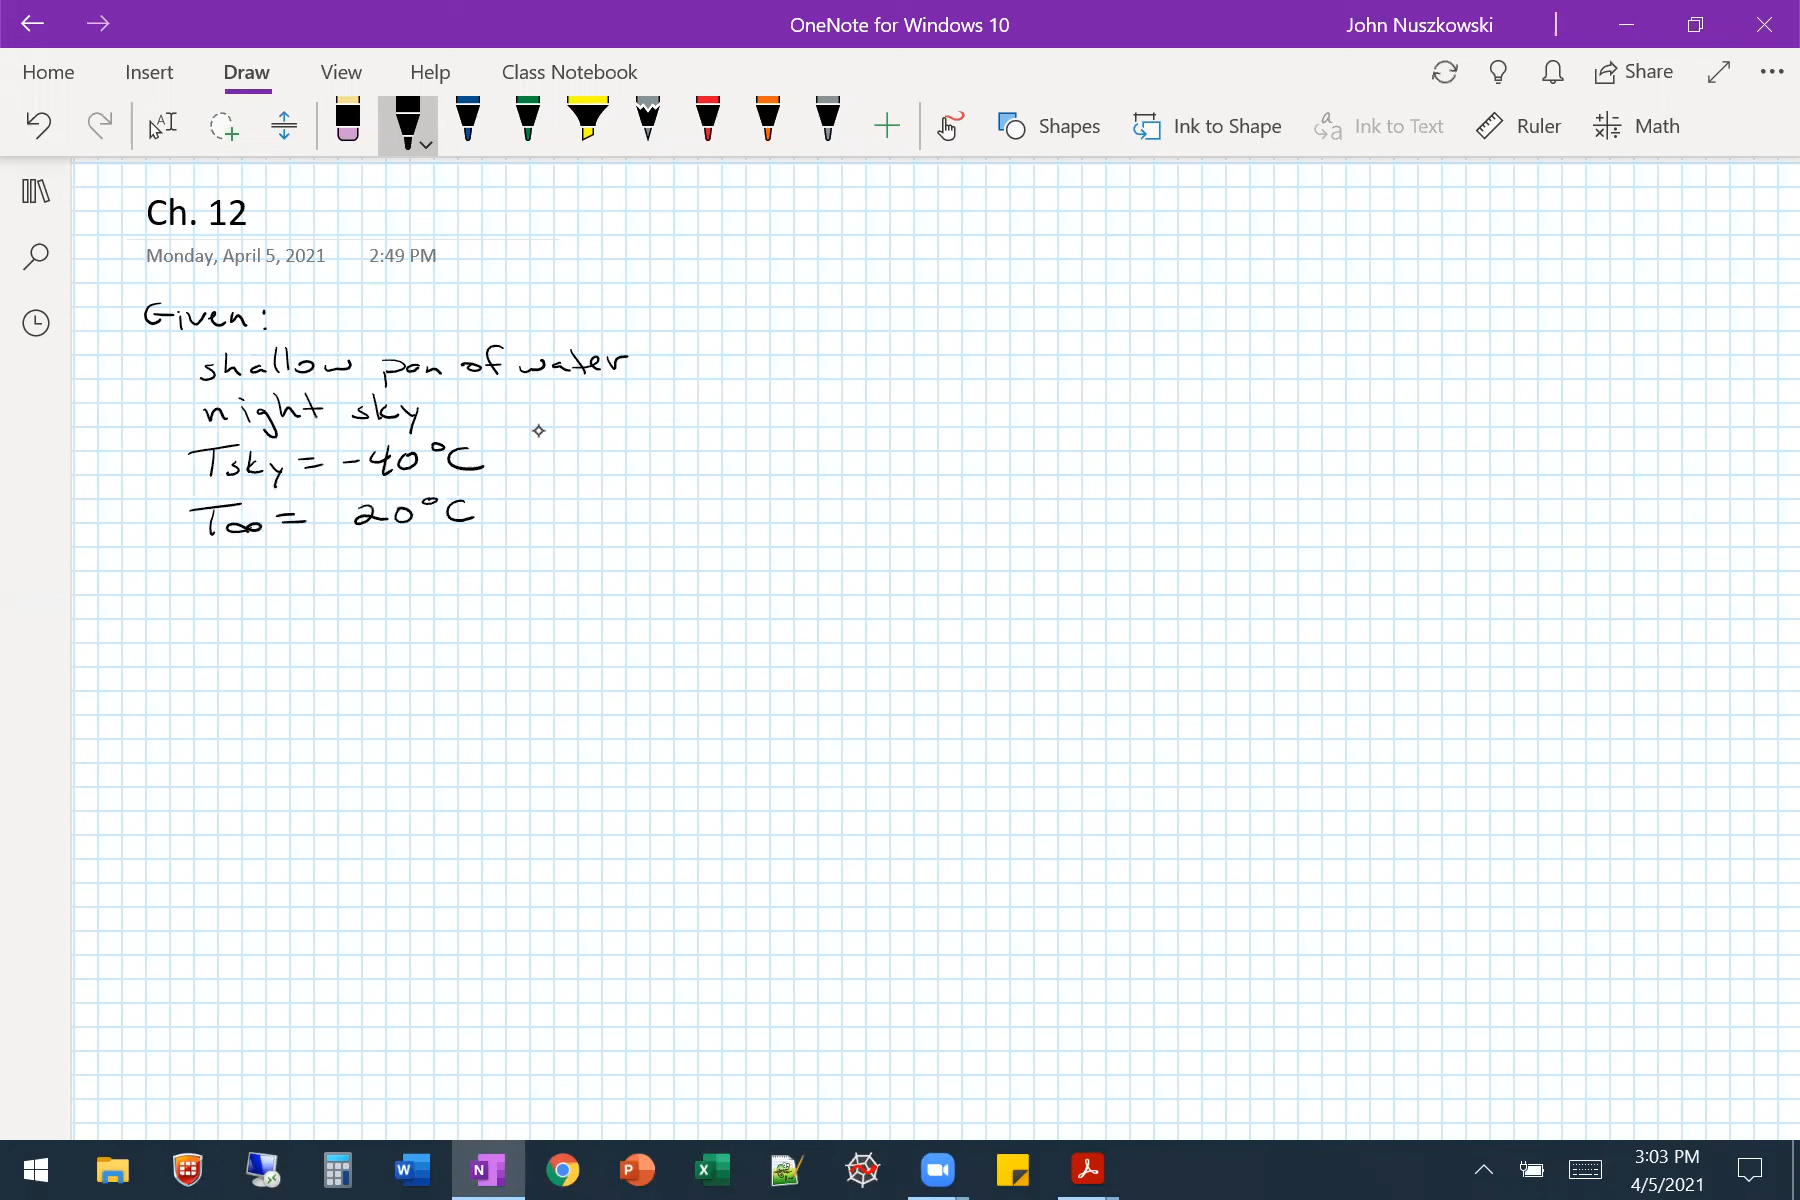 OneNote for Windows 10
John Nuszkowski
Home Insert Draw View Help Class Notebook
Share
Shapes Ink to Shape Ink to Text Ruler Math
Ch. 12
Monday, April 5, 2021 2:49 PM
Given:
shallow pan of water
night sky
Tsky = -40°C
T∞ = 20°C
3:03 PM
4/5/2021